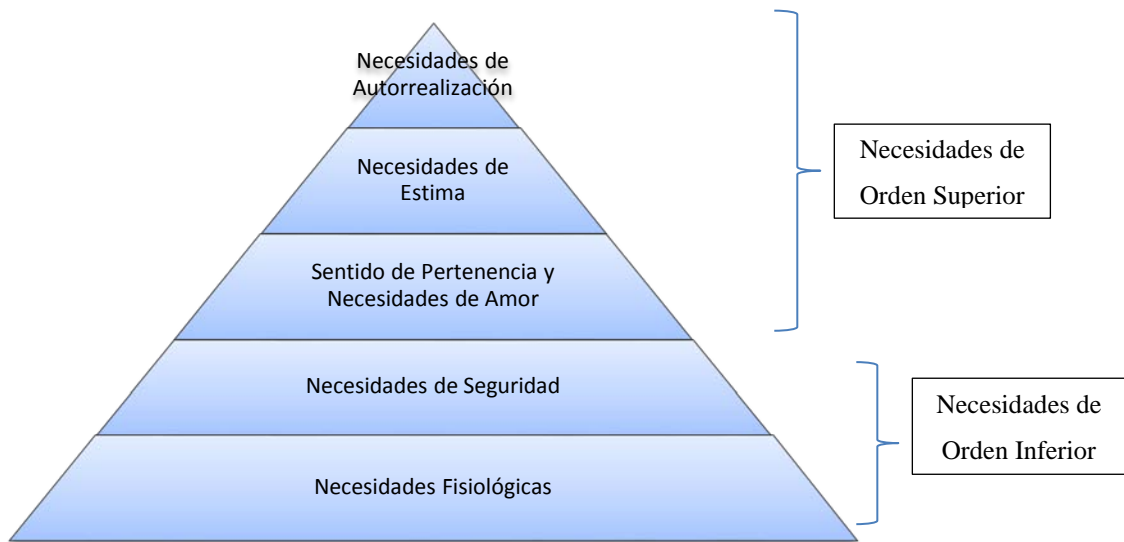 Necesidades de
Autorrealización
Necesidades de
Estima
Sentido de Pertenencia y
Necesidades de Amor
Necesidades de Seguridad
Necesidades Fisiológicas
Necesidades de
Orden Superior
Necesidades de
Orden Inferior